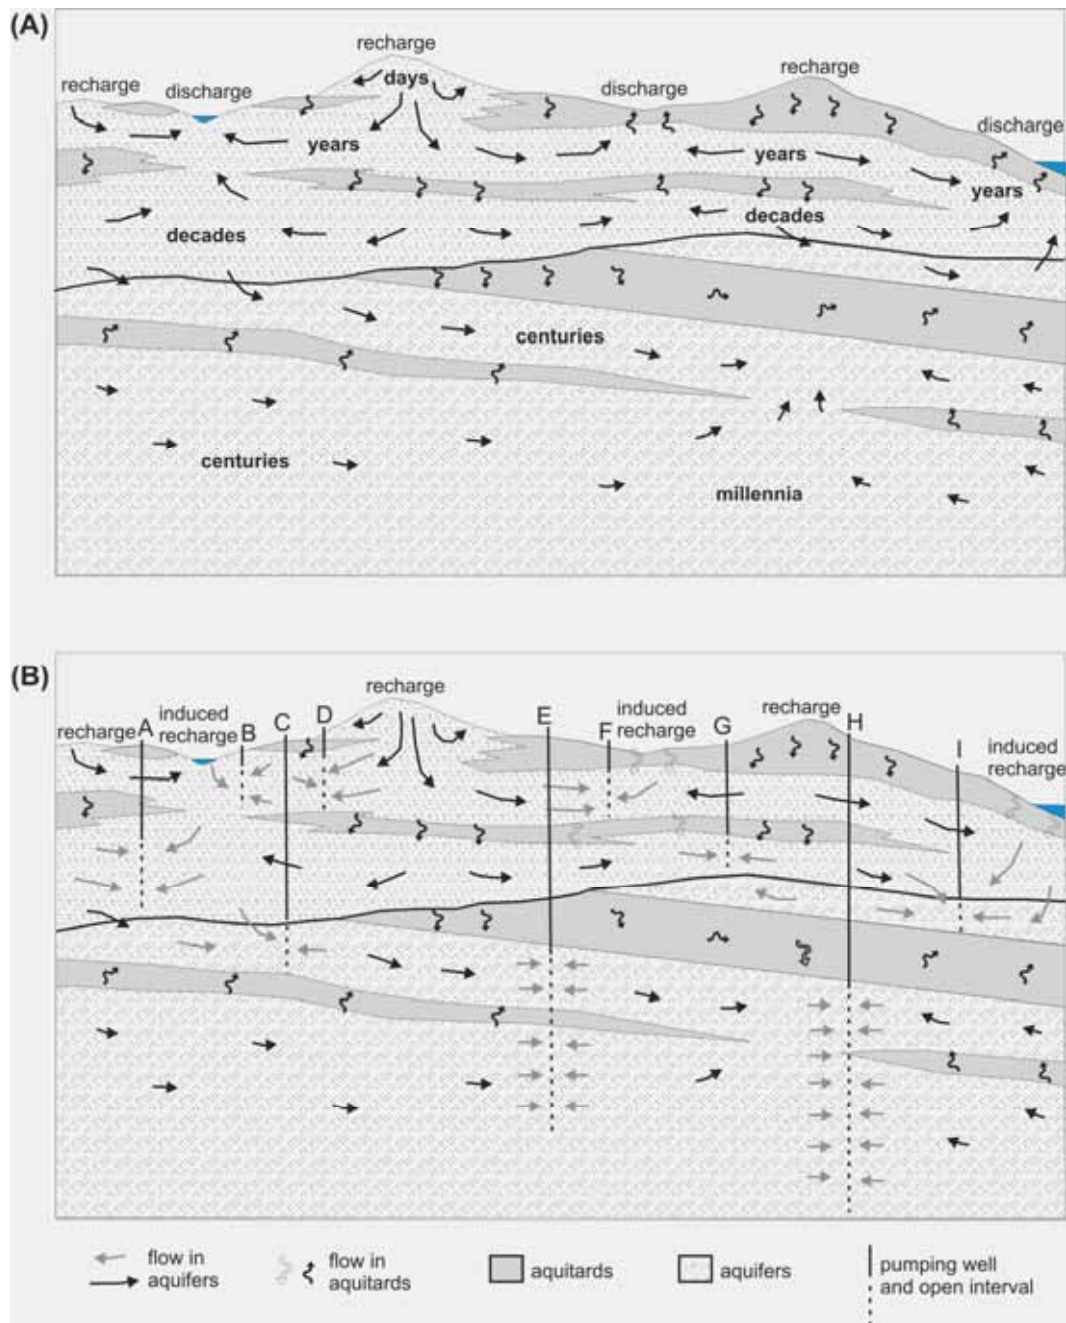 (A)
recharge
recharge
discharge
days
discharge
recharge
discharge
years
years
years
decades
decades
centuries
centuries
millennia
(B)
recharge
recharge
A
induced
recharge
B
C
D
E
F
induced
recharge
G
recharge
H
I
induced
recharge
flow in
aquifers
flow in
aquitards
aquitards
aquifers
pumping well
and open interval